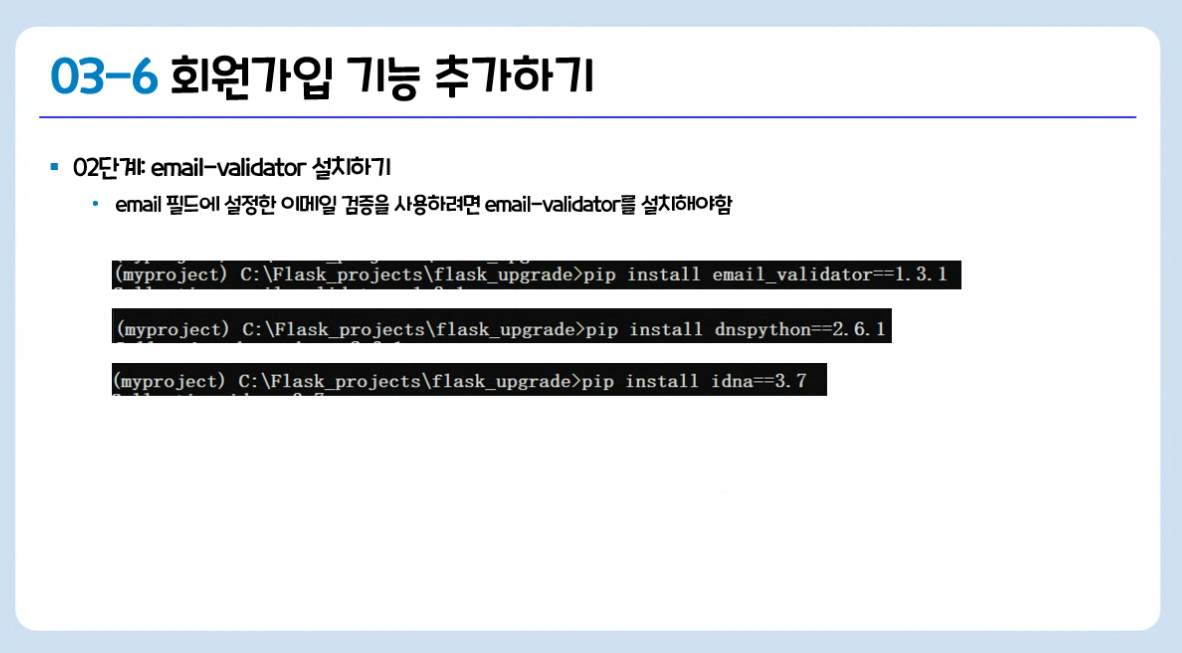 03-6 회원가입 기능 추가하기
02단계: email-validator 설치하기
email 필드에 설정한 이메일 검증을 사용하려면 email-validator를 설치해야함
(myproject) C:\Flask_projects\flask_upgrade>pip install email_validator==1.3.1
(myproject) C:\Flask_projects\flask_upgrade>pip install dnspython==2.6.1
(myproject) C:\Flask_projects\flask_upgrade>pip install idna==3.7